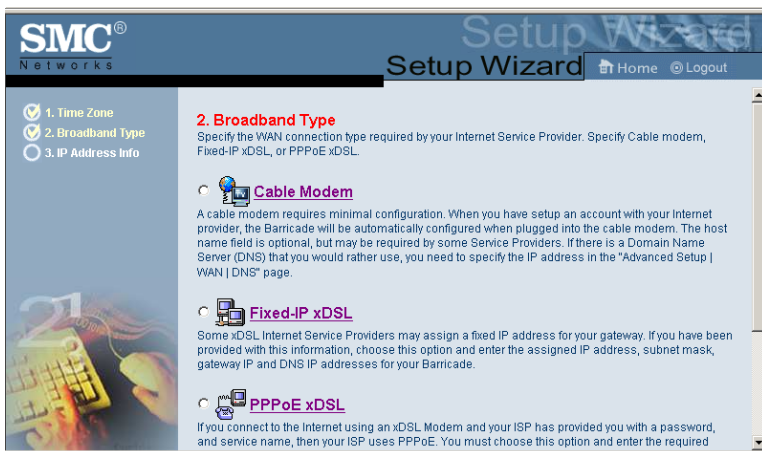 SMC®
Networks
Setup Wizard
Setup Wizard
Home
Logout
1. Time Zone
2. Broadband Type
3. IP Address Info
2. Broadband Type
Specify the WAN connection type required by your Internet Service Provider. Specify Cable modem,
Fixed-IP xDSL, or PPPoE xDSL.
Cable Modem
A cable modem requires minimal configuration. When you have setup an account with your Internet
provider, the Barricade will be automatically configured when plugged into the cable modem. The host
name field is optional, but may be required by some Service Providers. If there is a Domain Name
Server (DNS) that you would rather use, you need to specify the IP address in the "Advanced Setup |
WAN | DNS" page.
Fixed-IP xDSL
Some xDSL Internet Service Providers may assign a fixed IP address for your gateway. If you have been
provided with this information, choose this option and enter the assigned IP address, subnet mask,
gateway IP and DNS IP addresses for your Barricade.
PPPoE xDSL
If you connect to the Internet using an xDSL Modem and your ISP has provided you with a password,
and service name, then your ISP uses PPPoE. You must choose this option and enter the required